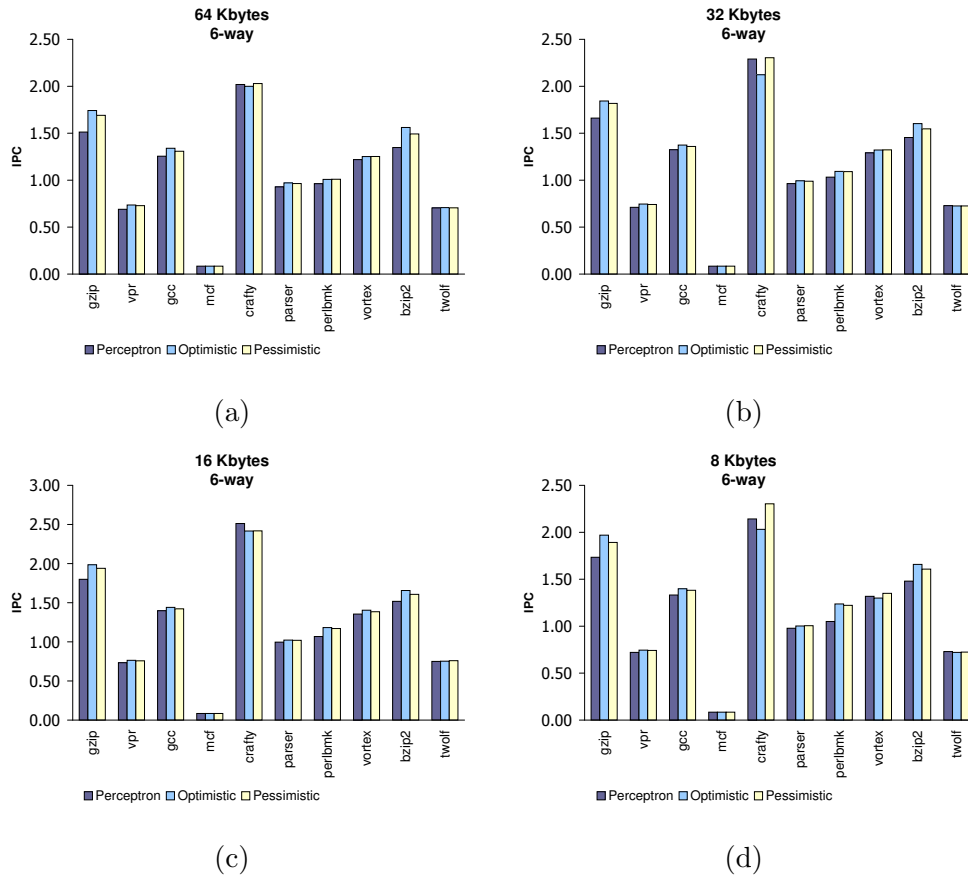 64 Kbytes
6-way
2.50
2.00
1.50
1.00
0.50
0.00
IPC
gzip
vpr
gcc
mcf
crafty
parser
perlbmk
vortex
bzip2
twolf
Perceptron Optimistic Pessimistic
(a)
32 Kbytes
6-way
2.50
2.00
1.50
1.00
0.50
0.00
IPC
gzip
vpr
gcc
mcf
crafty
parser
perlbmk
vortex
bzip2
twolf
Perceptron Optimistic Pessimistic
(b)
16 Kbytes
6-way
3.00
2.50
2.00
1.50
1.00
0.50
0.00
IPC
gzip
vpr
gcc
mcf
crafty
parser
perlbmk
vortex
bzip2
twolf
Perceptron Optimistic Pessimistic
(c)
8 Kbytes
6-way
2.50
2.00
1.50
1.00
0.50
0.00
IPC
gzip
vpr
gcc
mcf
crafty
parser
perlbmk
vortex
bzip2
twolf
Perceptron Optimistic Pessimistic
(d)